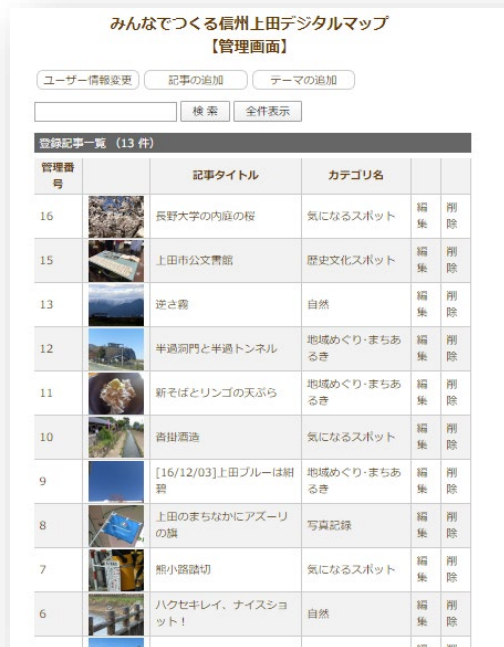 みんなでつくる信州上田デジタルマップ
【管理画面】
ユーザー情報変更 記事の追加 テーマの追加
検 索 全件表示
登録記事一覧 (13 件)
管理番
号
記事タイトル カテゴリ名
16 長野大学の内庭の桜 気になるスポット 編
集 削
除
15 上田市公文書館 歴史文化スポット 編
集 削
除
13 逆さ霧 自然 編
集 削
除
12 半過洞門と半過トンネル 地域めぐり・まちあ
るき 編
集 削
除
11 新そばとリンゴの天ぷら 地域めぐり・まちあ
るき 編
集 削
除
10 沓掛酒造 気になるスポット 編
集 削
除
9 [16/12/03]上田ブルーは紺
碧 地域めぐり・まちあ
るき 編
集 削
除
8 上田のまちなかにアズーリ
の旗 写真記録 編
集 削
除
7 熊小路踏切 気になるスポット 編
集 削
除
6 ハクセキレイ、ナイスショ
ット！ 自然 編
集 削
除